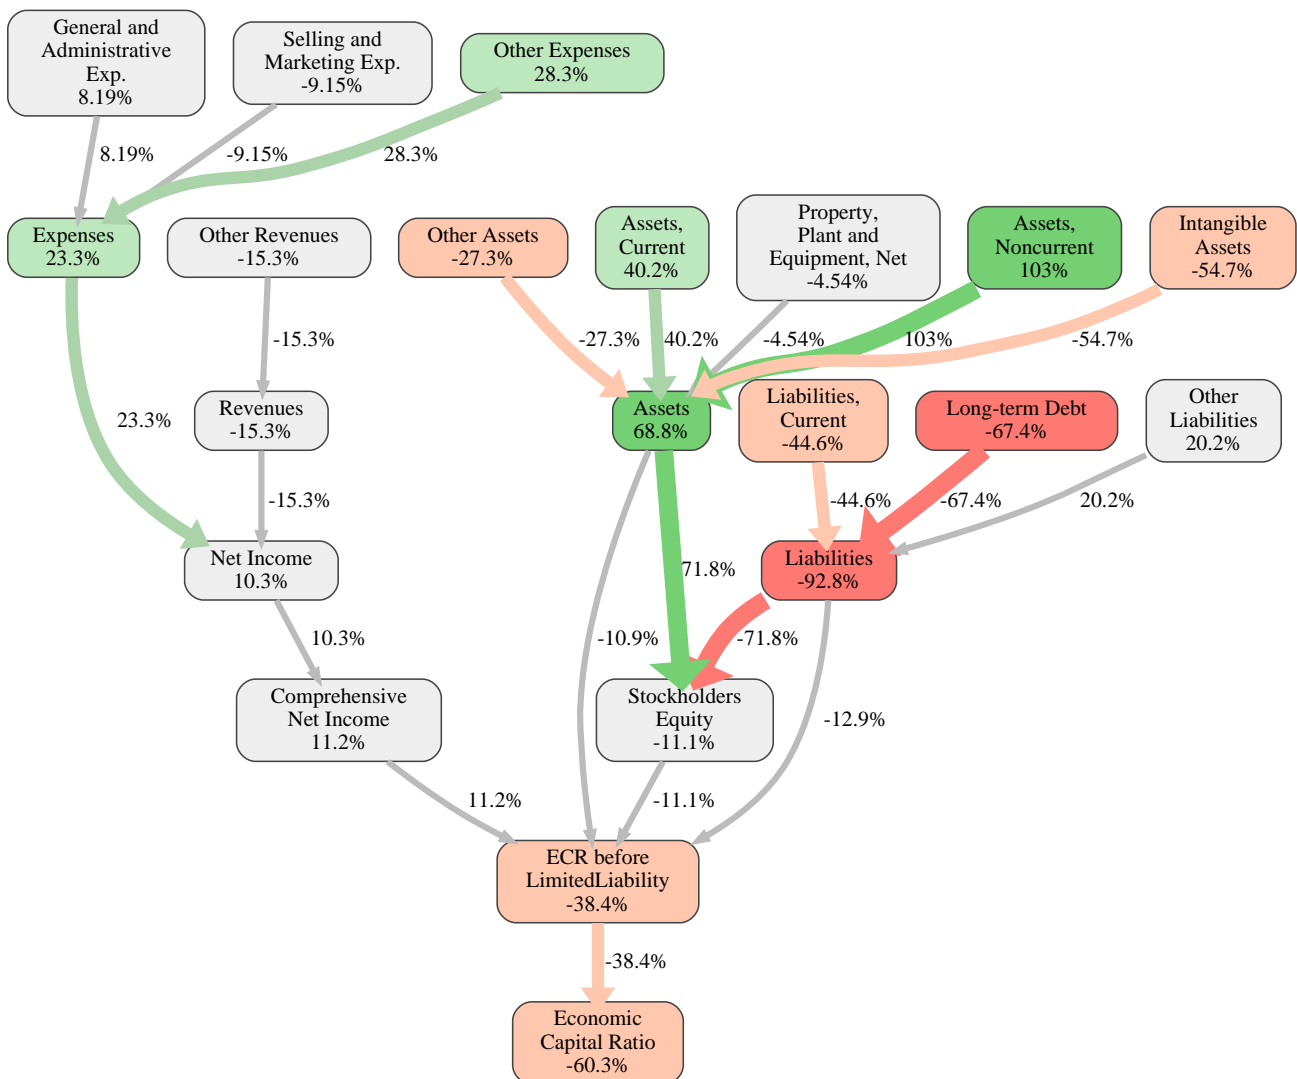 General and
Administrative
Exp.
8.19%
Selling and
Marketing Exp.
-9.15%
Other Expenses
28.3%
8.19%
-9.15%
28.3%
Expenses
23.3%
Other Revenues
-15.3%
Other Assets
-27.3%
Assets,
Current
40.2%
Property,
Plant and
Equipment, Net
-4.54%
Assets,
Noncurrent
103%
Intangible
Assets
-54.7%
-15.3%
-27.3%
40.2%
-4.54%
103%
-54.7%
23.3%
Revenues
-15.3%
Assets
68.8%
Liabilities,
Current
-44.6%
Long-term Debt
-67.4%
Other
Liabilities
20.2%
-15.3%
-44.6%
-67.4%
20.2%
Net Income
10.3%
71.8%
Liabilities
-92.8%
10.3%
-10.9%
-71.8%
Comprehensive
Net Income
11.2%
Stockholders
Equity
-11.1%
-12.9%
11.2%
-11.1%
ECR before
LimitedLiability
-38.4%
-38.4%
Economic
Capital Ratio
-60.3%